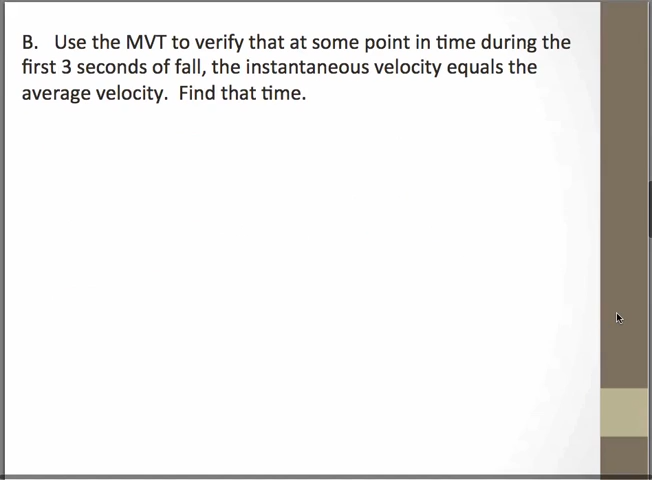 B. Use the MVT to verify that at some point in time during the
first 3 seconds of fall, the instantaneous velocity equals the
average velocity. Find that time.